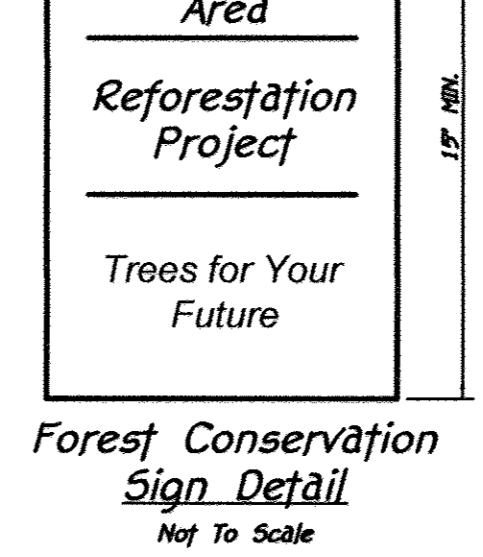 Area
Reforestation
Project
Trees for Your
Future
15" MIN.
Forest Conservation
Sign Detail
Not To Scale